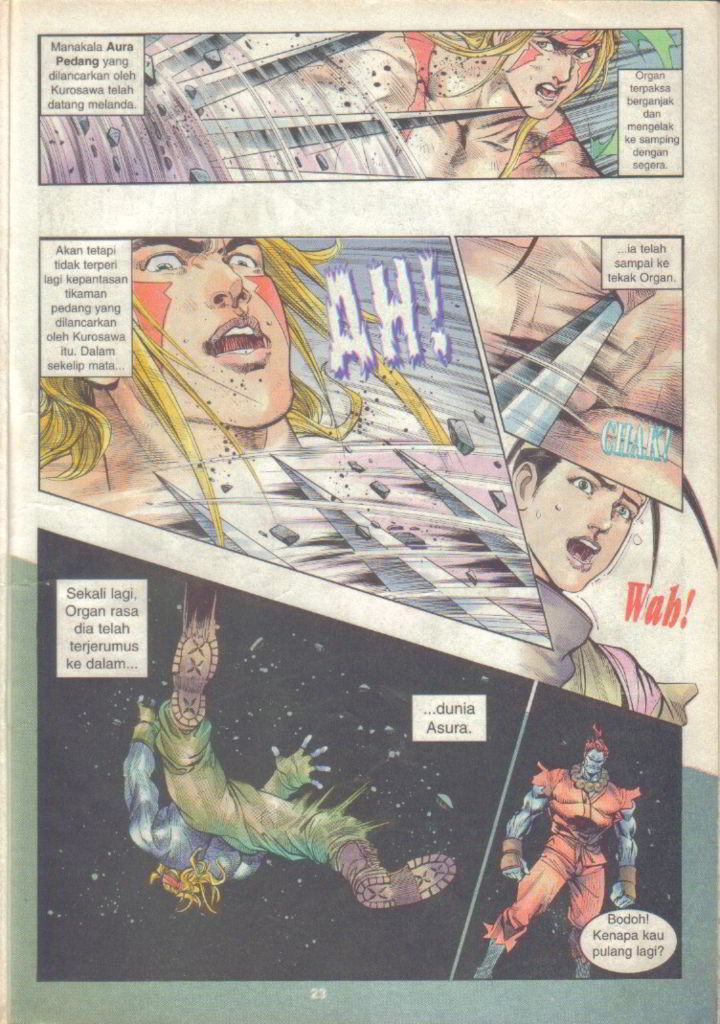 Manakala Aura
Pedang yang
dilancarkan oleh
Kurosawa telah
datang melanda.
Organ
terpaksa
berganjak
dan
mengelak
ke samping
dengan
segera.
Akan tetapi
tidak terperi
lagi kepantasan
tikaman
pedang yang
dilancarkan
oleh Kurosawa
itu. Dalam
sekelip mata...
AH!
...ia telah
sampai ke
tekak Organ.
CHAK!
Wah!
Sekali lagi,
Organ rasa
dia telah
terjerumus
ke dalam...
...dunia
Asura.
Bodoh!
Kenapa kau
pulang lagi?
23